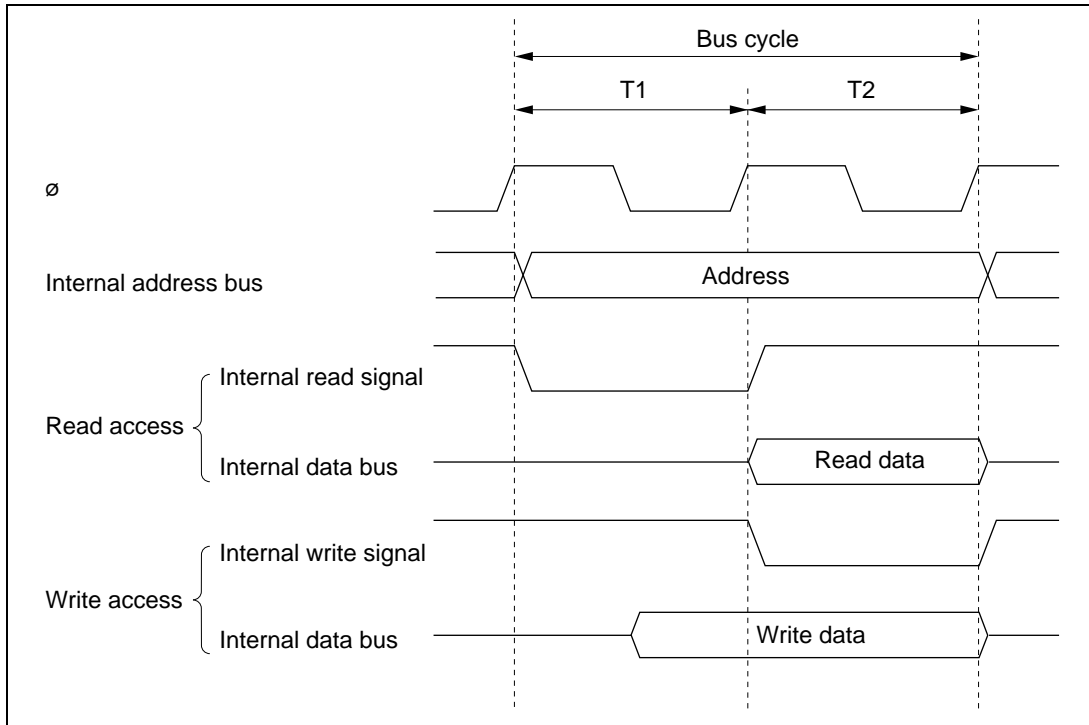 Bus cycle
T1
T2
ø
Internal address bus
Address
Internal read signal
Read access
Internal data bus
Read data
Internal write signal
Write access
Internal data bus
Write data